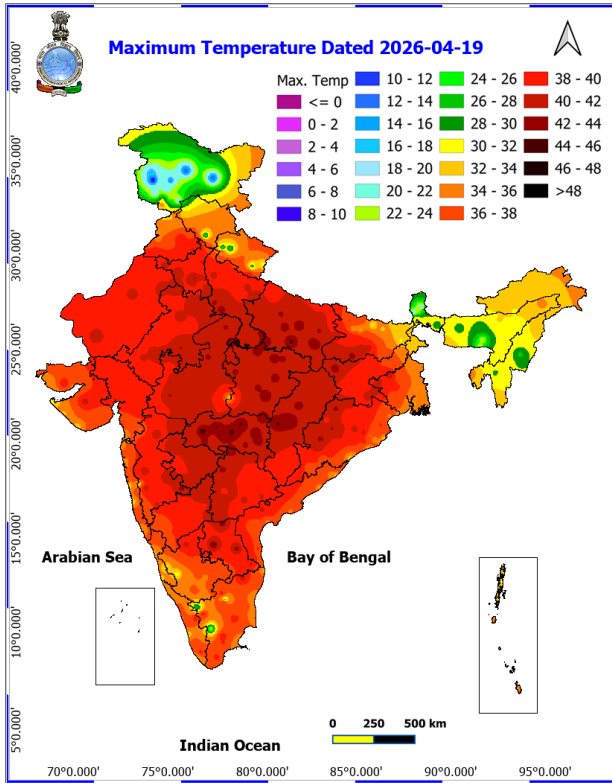 Maximum Temperature Dated 2026-04-19
Max. Temp
<= 0
0 - 2
2 - 4
4 - 6
6 - 8
8 - 10
10 - 12
12 - 14
14 - 16
16 - 18
18 - 20
20 - 22
22 - 24
24 - 26
26 - 28
28 - 30
30 - 32
32 - 34
34 - 36
36 - 38
38 - 40
40 - 42
42 - 44
44 - 46
46 - 48
>48
40°0.000'
35°0.000'
30°0.000'
25°0.000'
20°0.000'
15°0.000'
10°0.000'
5°0.000'
Arabian Sea
Bay of Bengal
Indian Ocean
0 250 500 km
70°0.000' 75°0.000' 80°0.000' 85°0.000' 90°0.000' 95°0.000'